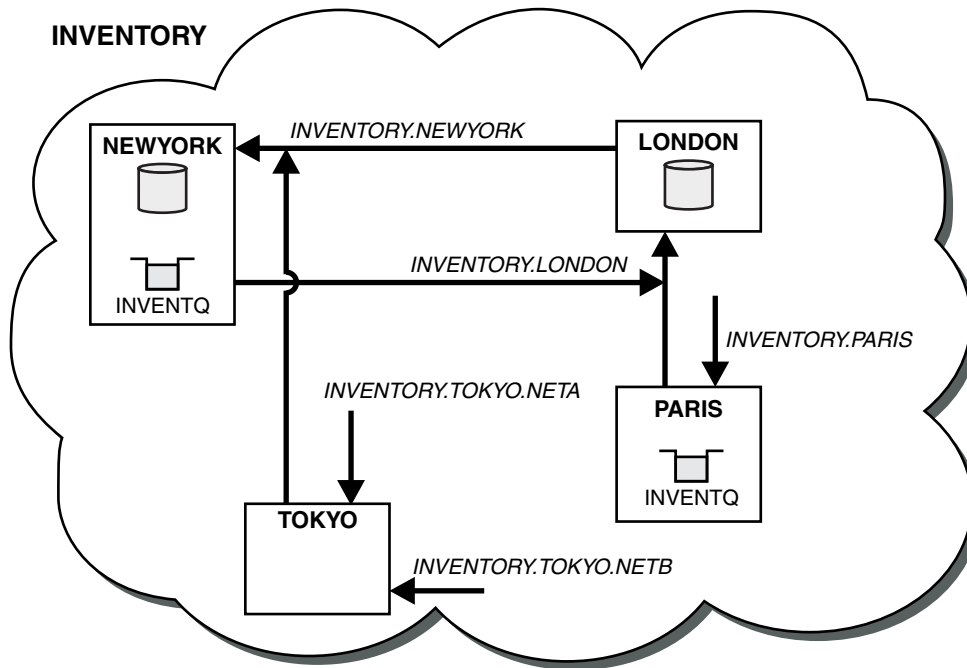 INVENTORY
INVENTORY.NEWYORK
NEWYORK
LONDON
INVENTORY.LONDON
INVENTQ
INVENTORY.PARIS
INVENTORY.TOKYO.NETA
PARIS
INVENTQ
TOKYO
INVENTORY.TOKYO.NETB